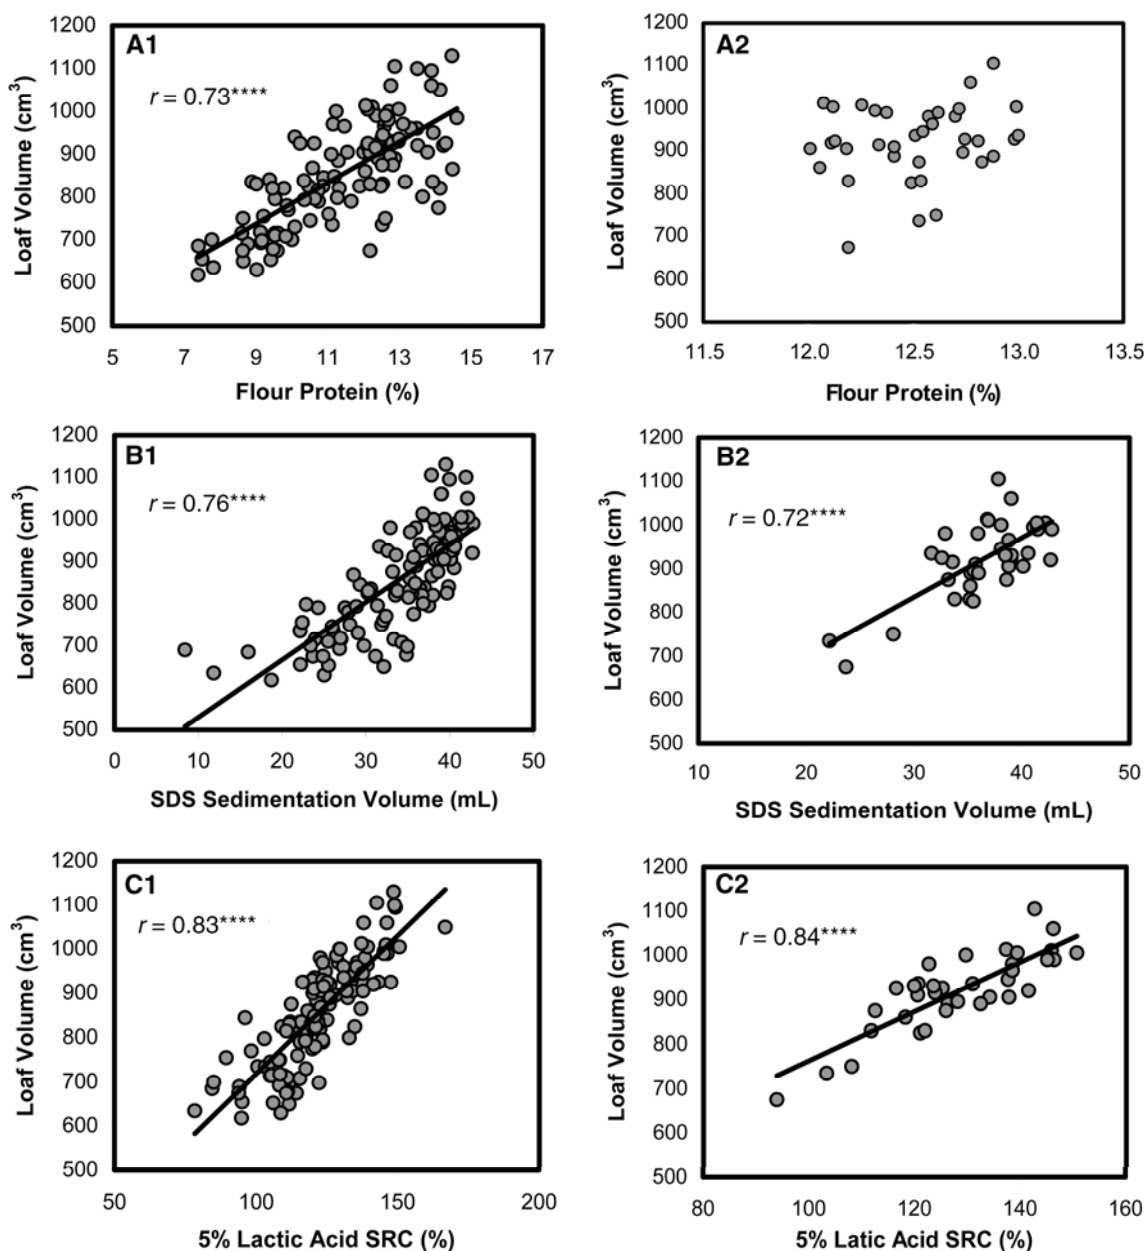 A1
r = 0.73****
Loaf Volume (cm³)
1200
1100
1000
900
800
700
600
500
5 7 9 11 13 15 17
Flour Protein (%)
A2
Loaf Volume (cm³)
1200
1100
1000
900
800
700
600
500
11.5 12.0 12.5 13.0 13.5
Flour Protein (%)
B1
r = 0.76****
Loaf Volume (cm³)
1200
1100
1000
900
800
700
600
500
0 10 20 30 40 50
SDS Sedimentation Volume (mL)
B2
r = 0.72****
Loaf Volume (cm³)
1200
1100
1000
900
800
700
600
500
10 20 30 40 50
SDS Sedimentation Volume (mL)
C1
r = 0.83****
Loaf Volume (cm³)
1200
1100
1000
900
800
700
600
500
50 100 150 200
5% Lactic Acid SRC (%)
C2
r = 0.84****
Loaf Volume (cm³)
1200
1100
1000
900
800
700
600
500
80 100 120 140 160
5% Latic Acid SRC (%)